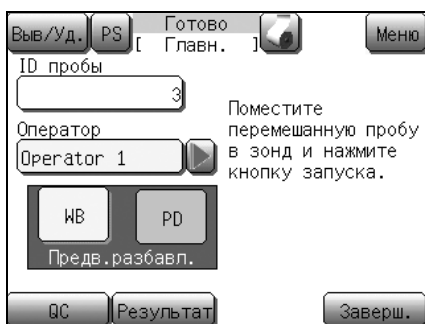 Выв/Уд. PS Готово Меню
[ Главн. ]
ID пробы
3
Оператор
Operator 1
Поместите
перемешанную пробу
в зонд и нажмите
кнопку запуска.
WB PD
Предв.разбавл.
QC Результат Заверш.